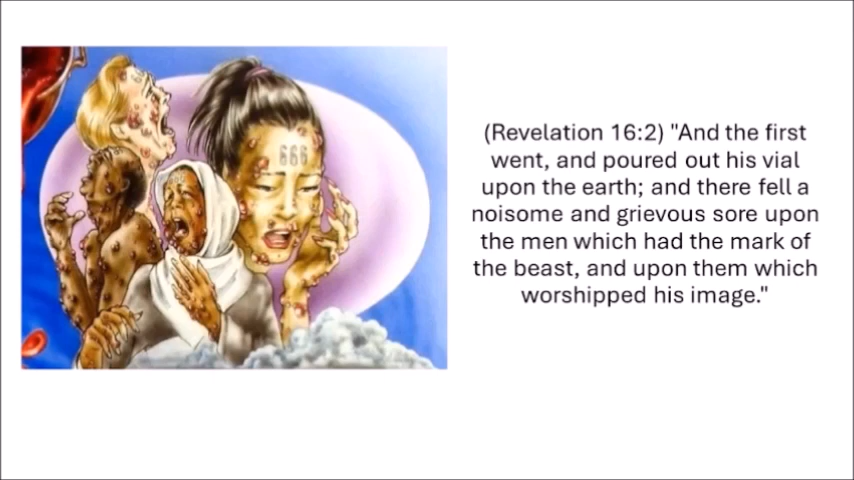 666
(Revelation 16:2) "And the first
went, and poured out his vial
upon the earth; and there fell a
noisome and grievous sore upon
the men which had the mark of
the beast, and upon them which
worshipped his image."